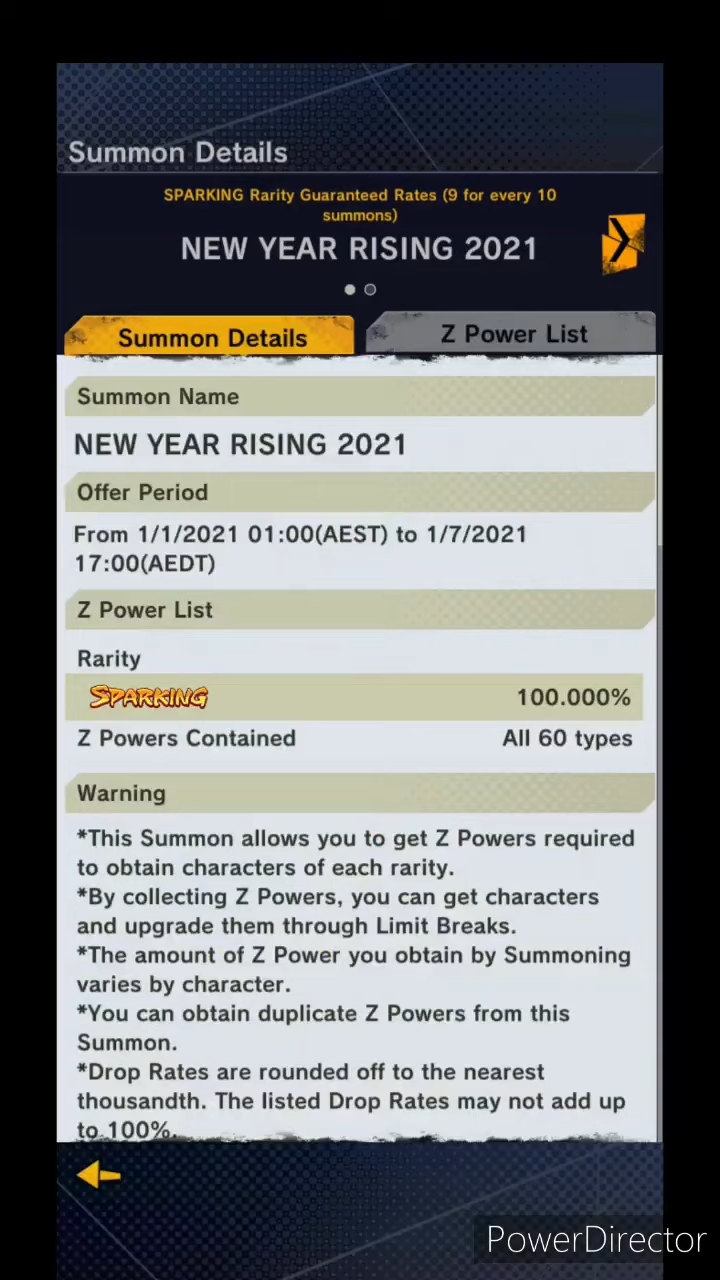 Summon Details
SPARKING Rarity Guaranteed Rates (9 for every 10
summons)
NEW YEAR RISING 2021
Summon Details
Z Power List
Summon Name
NEW YEAR RISING 2021
Offer Period
From 1/1/2021 01:00(AEST) to 1/7/2021
17:00(AEDT)
Z Power List
Rarity
SPARKING 100.000%
Z Powers Contained All 60 types
Warning
*This Summon allows you to get Z Powers required
to obtain characters of each rarity.
*By collecting Z Powers, you can get characters
and upgrade them through Limit Breaks.
*The amount of Z Power you obtain by Summoning
varies by character.
*You can obtain duplicate Z Powers from this
Summon.
*Drop Rates are rounded off to the nearest
thousandth. The listed Drop Rates may not add up
to 100%.
PowerDirector